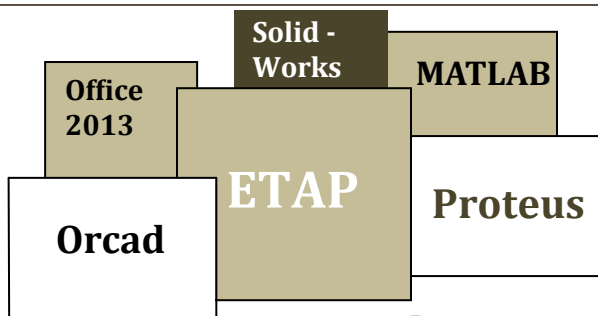 Solid -
Works
MATLAB
Office
2013
ETAP
Proteus
Orcad